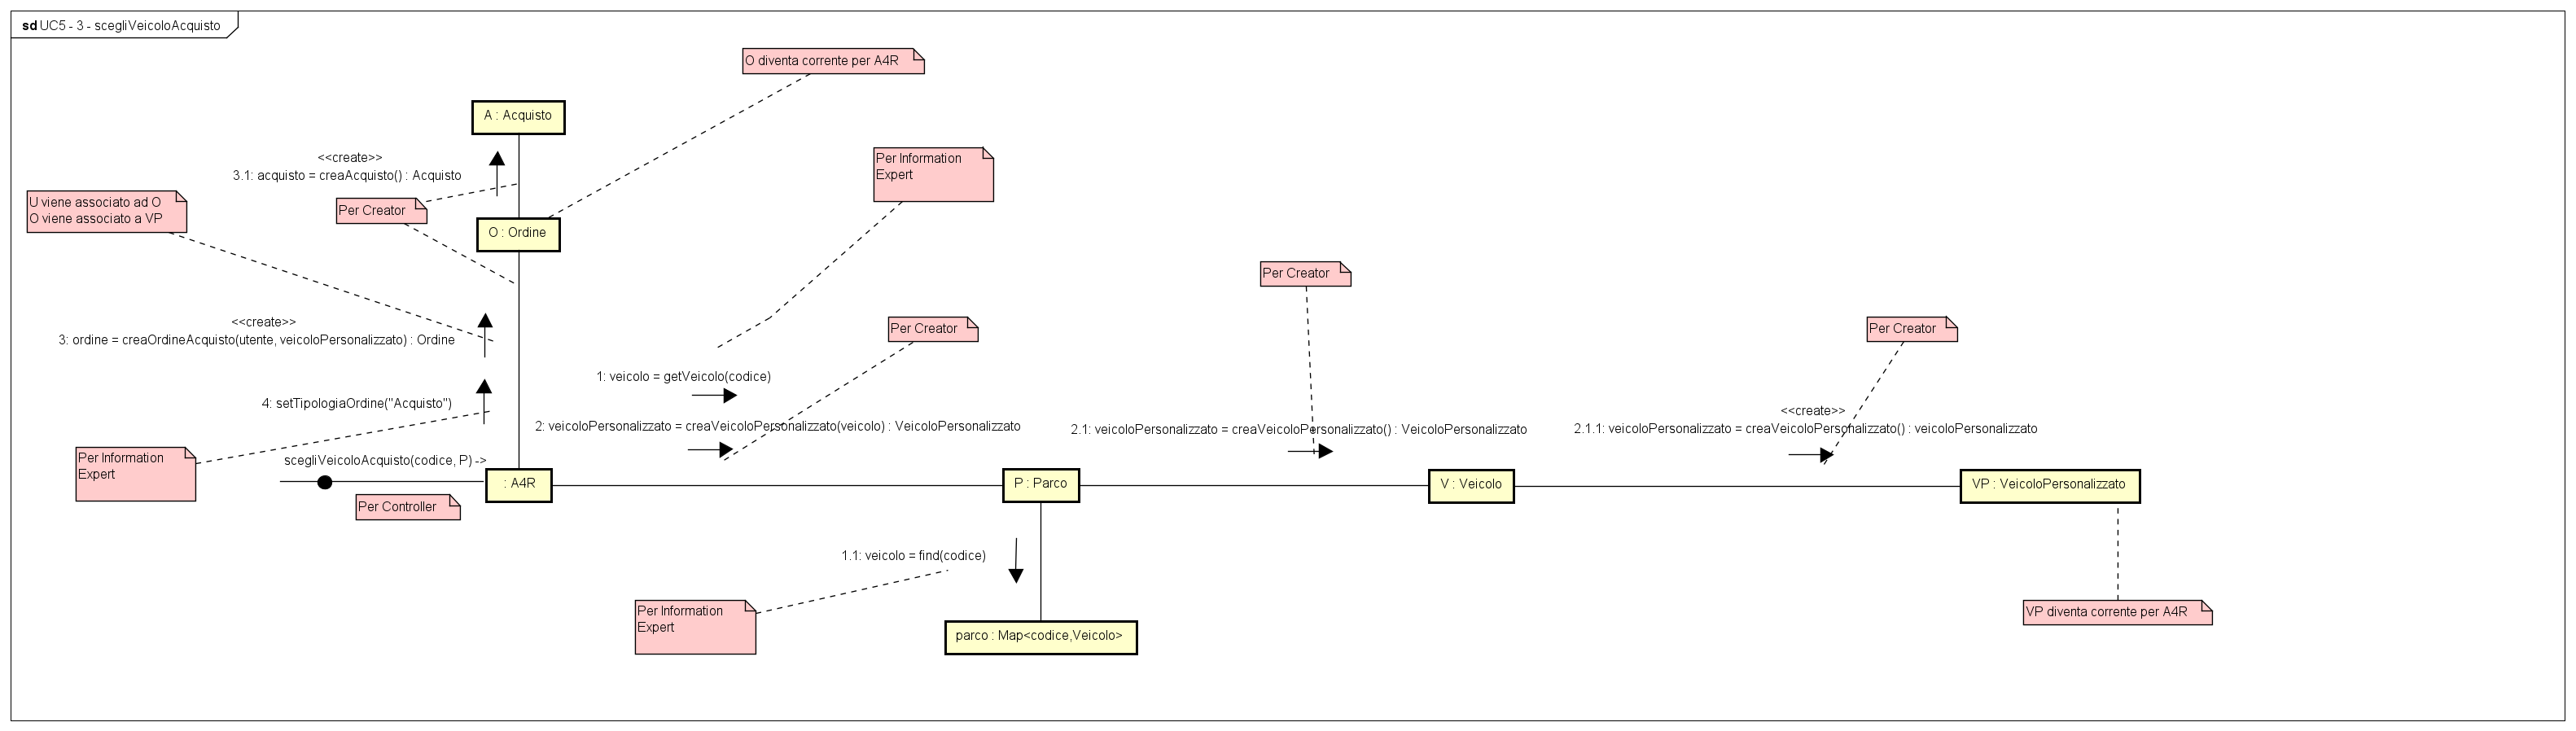 sd UC5 - 3 - scegliVeicoloAcquisto
O diventa corrente per A4R
A : Acquisto
<<create>>
3.1: acquisto = creaAcquisto() : Acquisto
Per Information
Expert
U viene associato ad O
O viene associato a VP
Per Creator
O : Ordine
Per Creator
<<create>>
3: ordine = creaOrdineAcquisto(utente, veicoloPersonalizzato) : Ordine
Per Creator
Per Creator
1: veicolo = getVeicolo(codice)
4: setTipologiaOrdine("Acquisto")
2: veicoloPersonalizzato = creaVeicoloPersonalizzato(veicolo) : VeicoloPersonalizzato
2.1: veicoloPersonalizzato = creaVeicoloPersonalizzato() : VeicoloPersonalizzato
<<create>>
2.1.1: veicoloPersonalizzato = creaVeicoloPersonalizzato() : veicoloPersonalizzato
Per Information
Expert
scegliVeicoloAcquisto(codice, P) ->
: A4R
P : Parco
V : Veicolo
VP : VeicoloPersonalizzato
Per Controller
1.1: veicolo = find(codice)
Per Information
Expert
parco : Map<codice,Veicolo>
VP diventa corrente per A4R